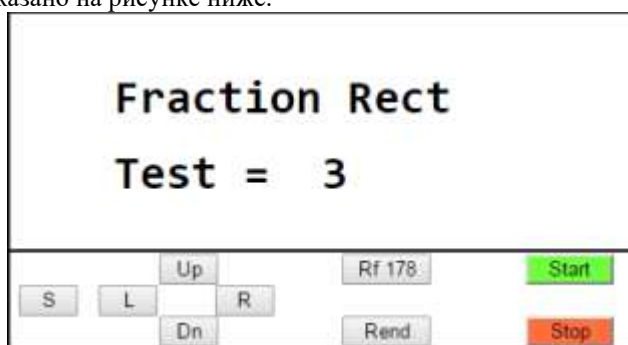 казано на рисунке ниже.
Fraction Rect
Test = 3
Up Rf 178 Start
S L R
Dn Rend Stop